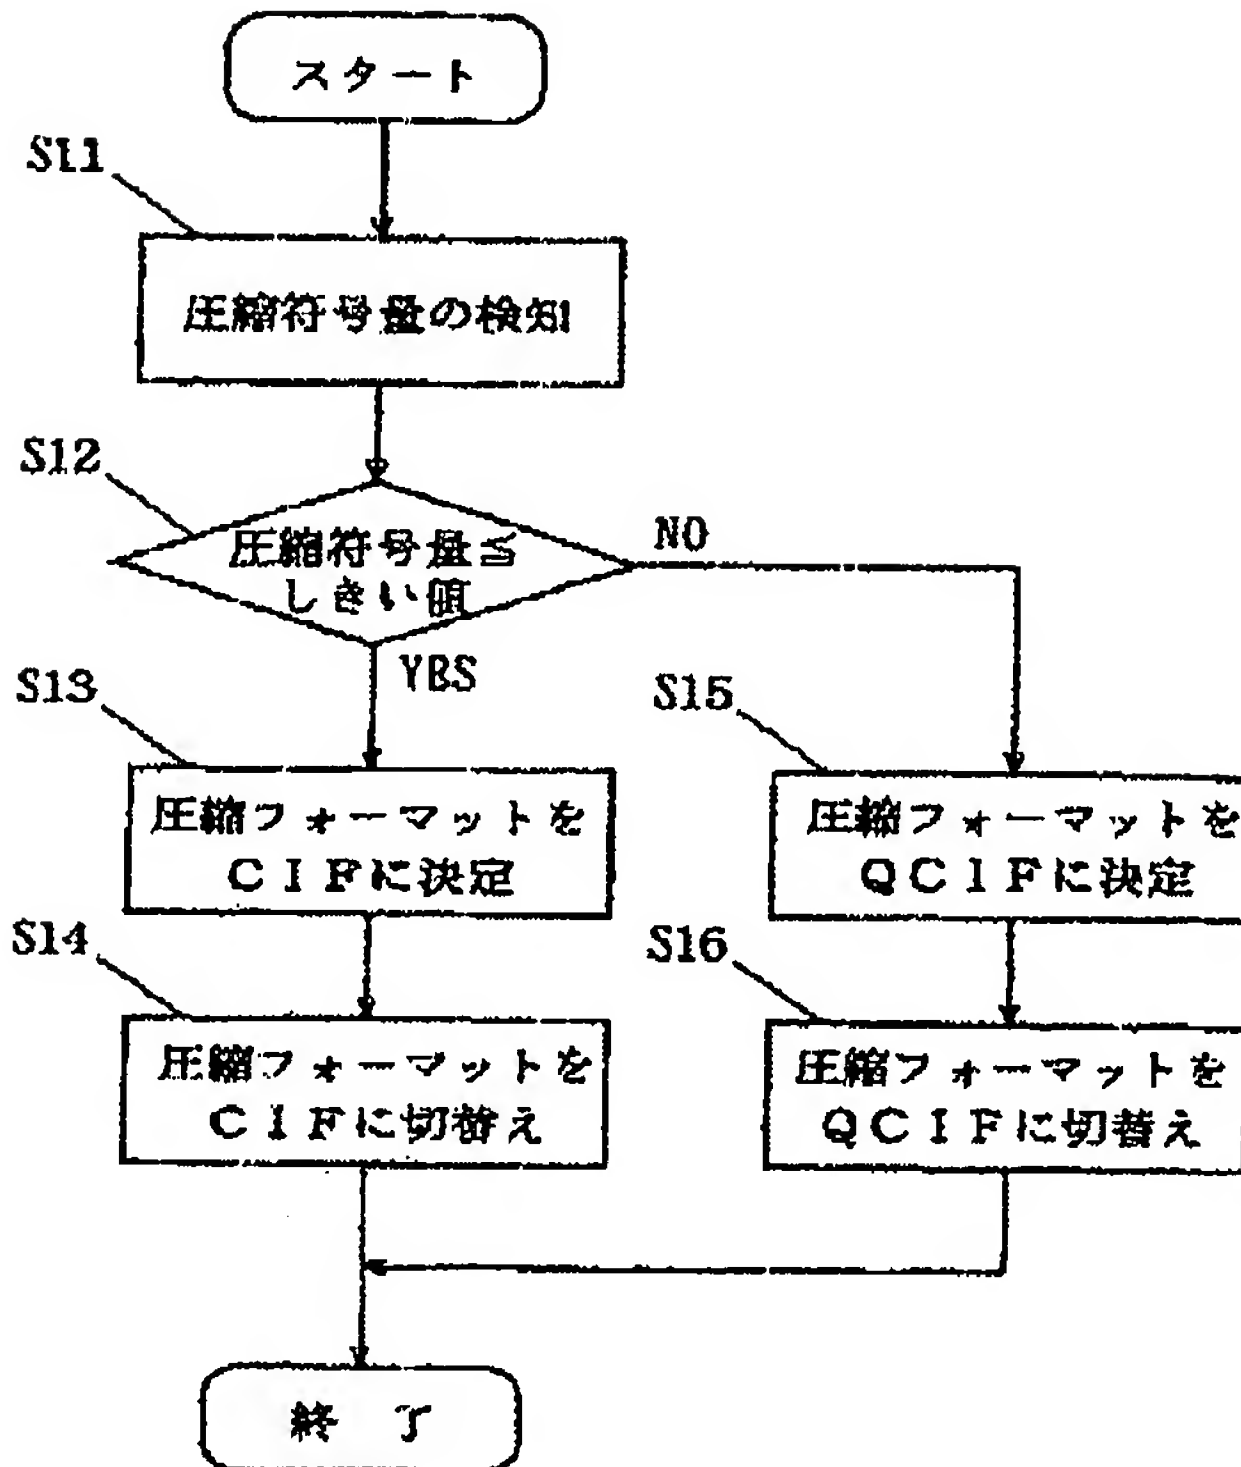 スタート
S11
圧縮符号量の検知
S12
圧縮符号量≦
しきい値
NO
YES
S13
圧縮フォーマットを
CIFに決定
S15
圧縮フォーマットを
QCIFに決定
S14
圧縮フォーマットを
CIFに切替え
S16
圧縮フォーマットを
QCIFに切替え
終了